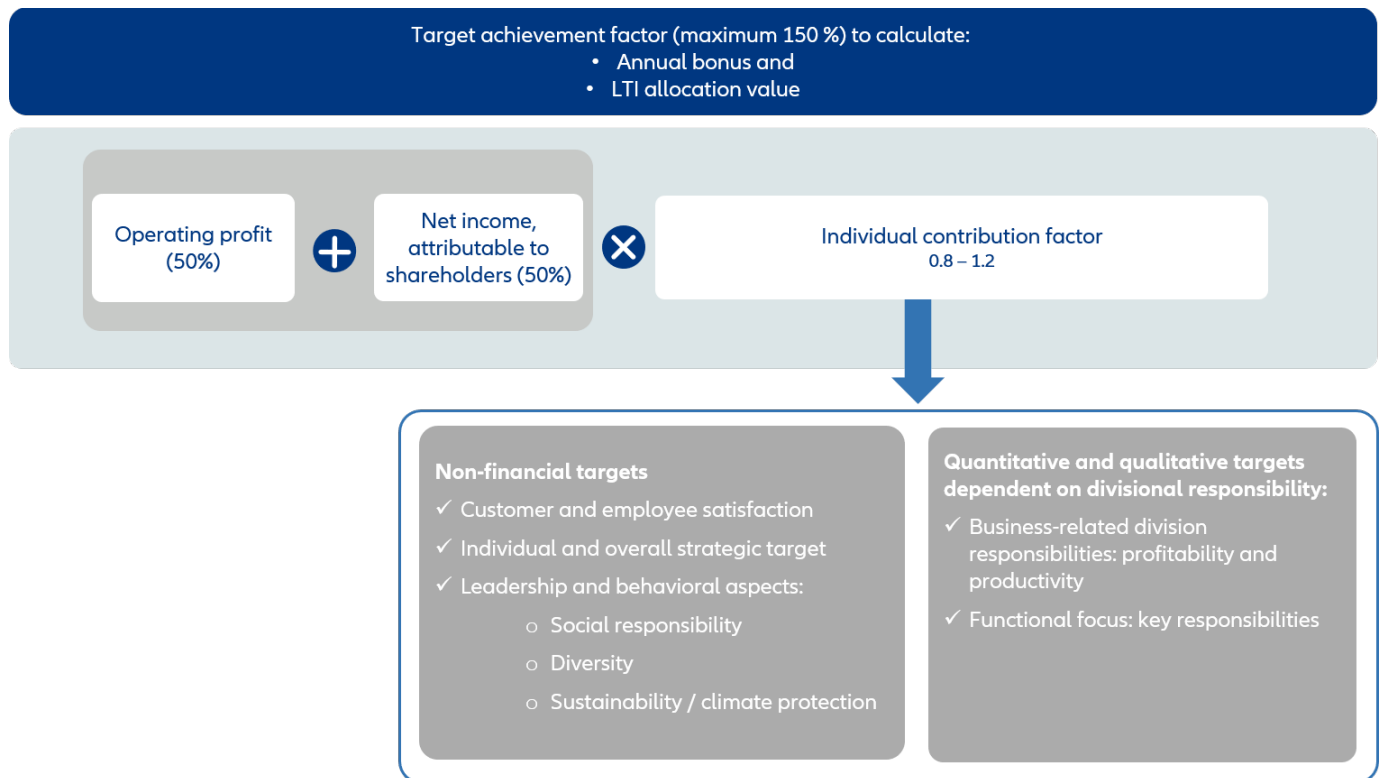 Target achievement factor (maximum 150 %) to calculate:
• Annual bonus and
• LTI allocation value
Operating profit
(50%)
+
Net income,
attributable to
shareholders (50%)
×
Individual contribution factor
0.8 – 1.2
Non-financial targets
✓ Customer and employee satisfaction
✓ Individual and overall strategic target
✓ Leadership and behavioral aspects:
o Social responsibility
o Diversity
o Sustainability / climate protection
Quantitative and qualitative targets
dependent on divisional responsibility:
✓ Business-related division
responsibilities: profitability and
productivity
✓ Functional focus: key responsibilities